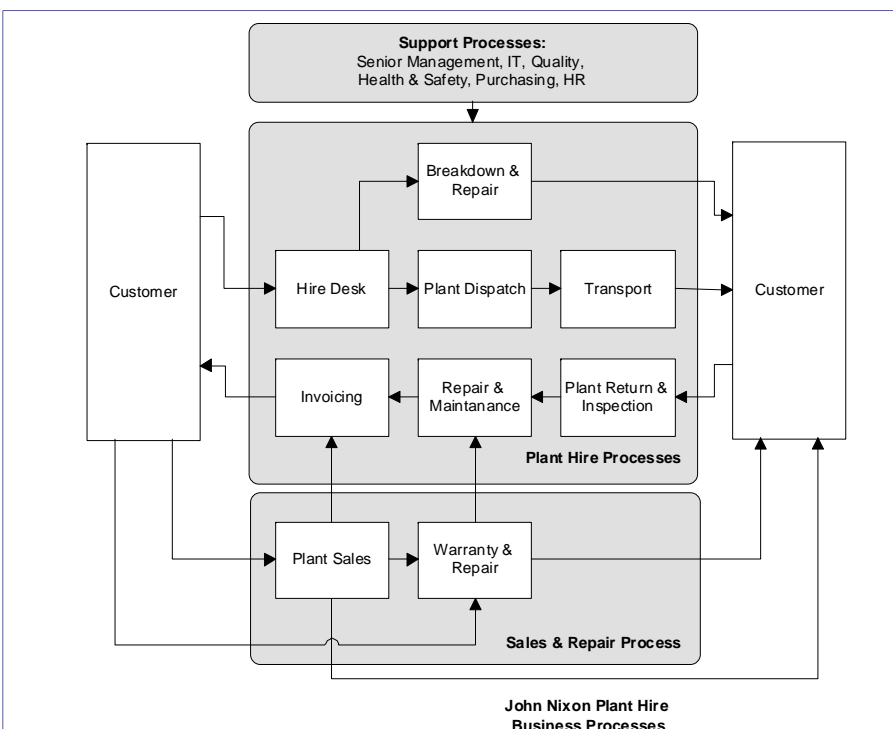 Support Processes:
Senior Management, IT, Quality,
Health & Safety, Purchasing, HR
Breakdown &
Repair
Customer
Hire Desk
Plant Dispatch
Transport
Customer
Invoicing
Repair &
Maintanance
Plant Return &
Inspection
Plant Hire Processes
Plant Sales
Warranty &
Repair
Sales & Repair Process
John Nixon Plant Hire
Business Processes